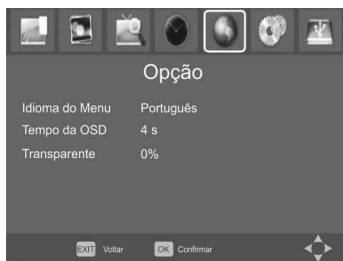 Opção
Idioma do Menu Português
Tempo da OSD 4 s
Transparente 0%
EXIT Voltar OK Confirmar